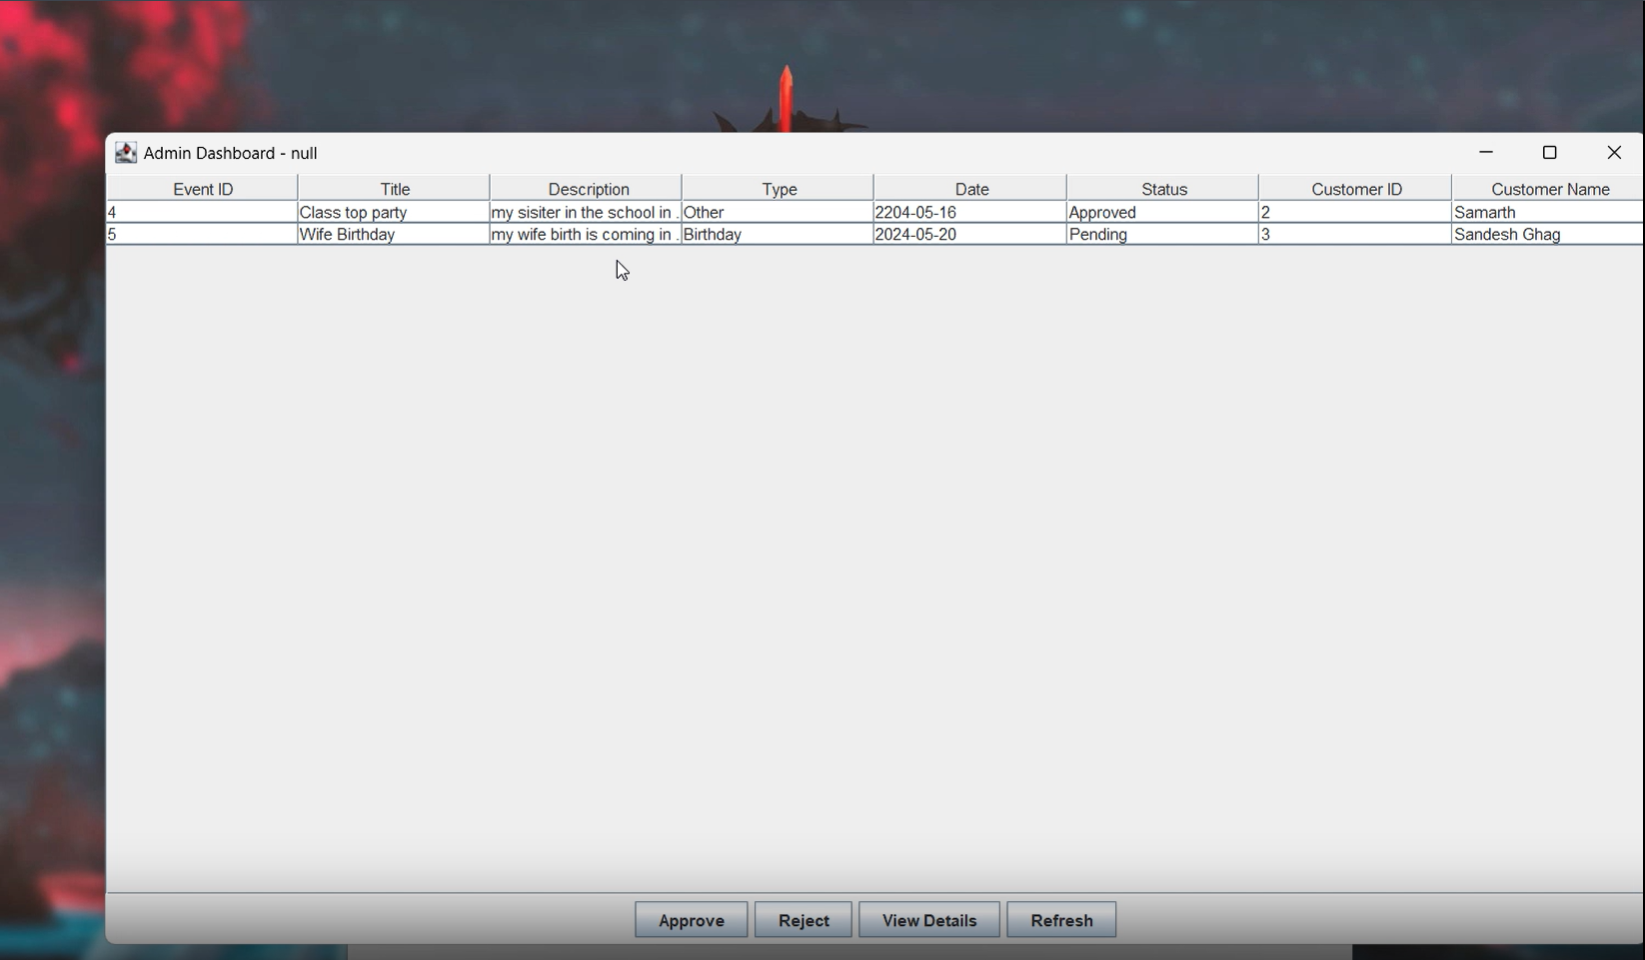 Admin Dashboard - null
Event ID Title Description Type Date Status Customer ID Customer Name
4 Class top party my sisiter in the school in . Other 2204-05-16 Approved 2 Samarth
5 Wife Birthday my wife birth is coming in . Birthday 2024-05-20 Pending 3 Sandesh Ghag
Approve Reject View Details Refresh